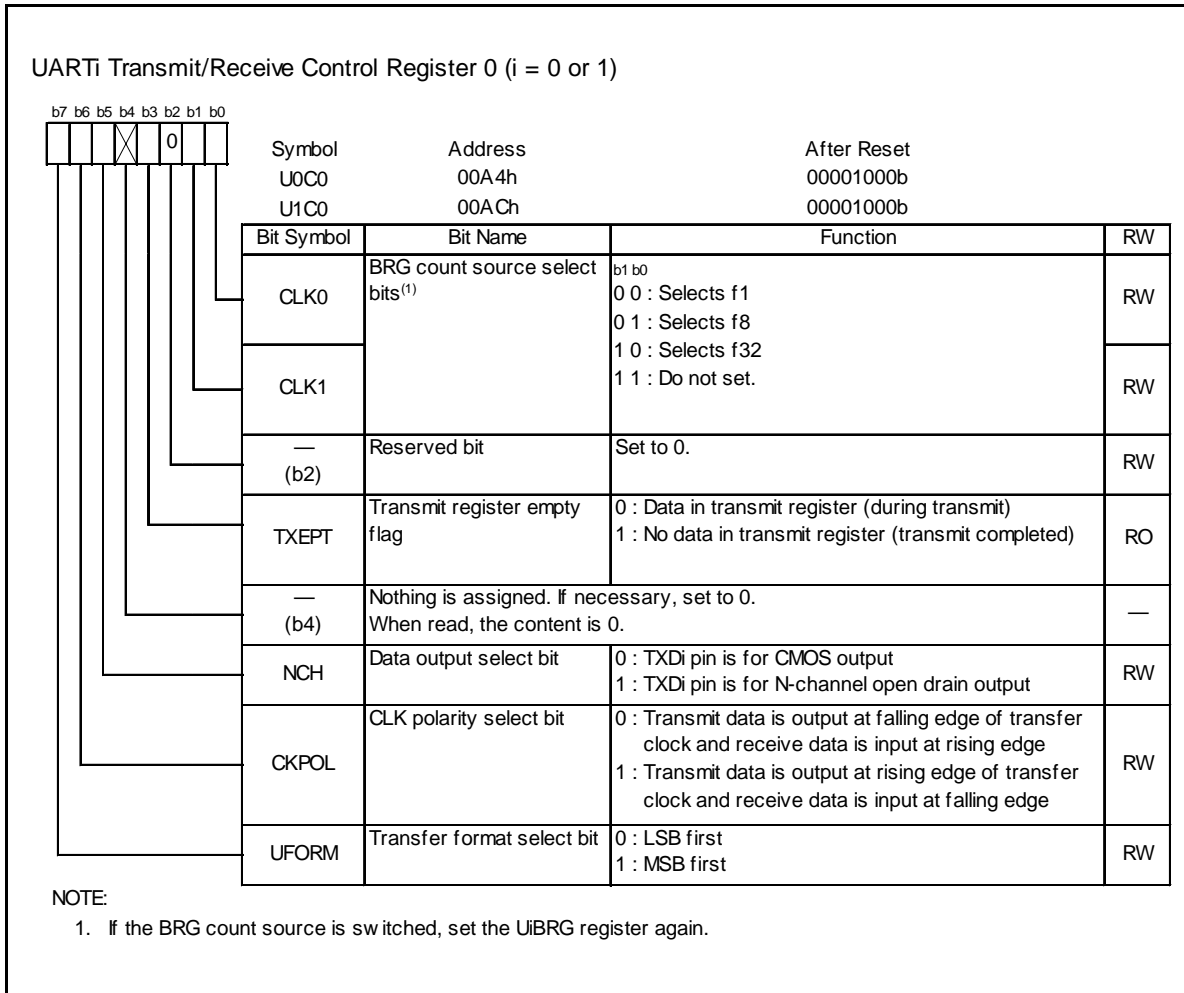 UARTi Transmit/Receive Control Register 0 (i = 0 or 1)
b7 b6 b5 b4 b3 b2 b1 b0
0
Symbol Address After Reset
U0C0 00A4h 00001000b
U1C0 00ACh 00001000b
Bit Symbol Bit Name Function RW
CLK0 BRG count source select bits(1) RW
b1 b0
0 0 : Selects f1
0 1 : Selects f8
1 0 : Selects f32
1 1 : Do not set.
CLK1 RW
— (b2) Reserved bit Set to 0. RW
TXEPT Transmit register empty flag RO
0 : Data in transmit register (during transmit)
1 : No data in transmit register (transmit completed)
— (b4) Nothing is assigned. If necessary, set to 0. —
When read, the content is 0.
NCH Data output select bit RW
0 : TXDi pin is for CMOS output
1 : TXDi pin is for N-channel open drain output
CKPOL CLK polarity select bit RW
0 : Transmit data is output at falling edge of transfer
clock and receive data is input at rising edge
1 : Transmit data is output at rising edge of transfer
clock and receive data is input at falling edge
UFORM Transfer format select bit RW
0 : LSB first
1 : MSB first
NOTE:
1. If the BRG count source is switched, set the UiBRG register again.